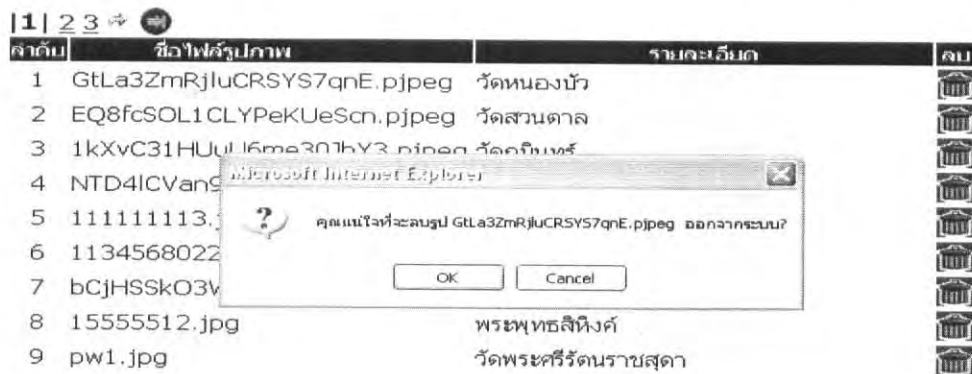 |1| 2 3
ลำดับ ชื่อไฟล์รูปภาพ รายละเอียด ลบ
1 GtLa3ZmRjluCRSYS7qnE.pjpeg วัดหนองบัว
2 EQ8fcSOL1CLYPeKUeScn.pjpeg วัดสวนตาล
3 1kXvC31HUuU6me30JbY3.pjpeg
Microsoft Internet Explorer
4 NTD4lCVan9
คุณแน่ใจที่จะลบรูป GtLa3ZmRjluCRSYS7qnE.pjpeg ออกจากระบบ?
5 111111113.
6 1134568022
OK Cancel
7 bCjHSSkO3V
8 15555512.jpg พระพุทธสิหิงค์
9 pw1.jpg วัดพระศรีรัตนราชสุดา